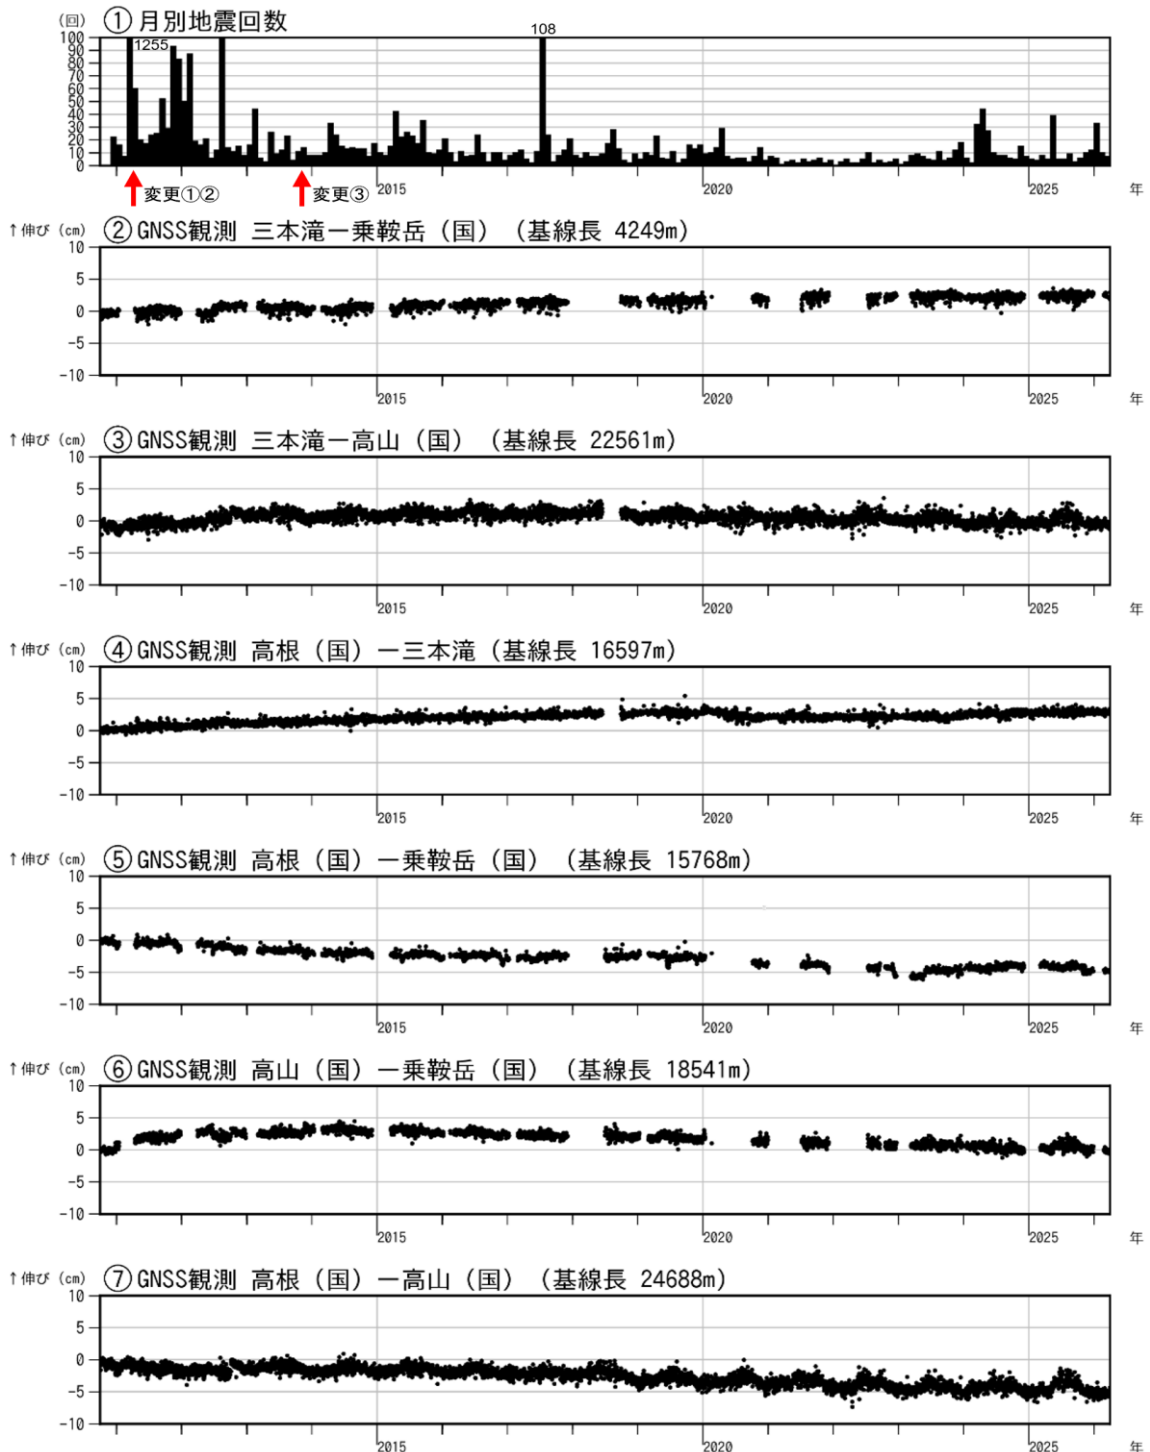 (回) ①月別地震回数
108
1255
100
90
80
70
60
50
40
30
20
10
0
2015 2020 2025 年
変更①② 変更③
↑伸び (cm) ②GNSS観測 三本滝ー乗鞍岳（国）（基線長 4249m）
10
5
0
-5
-10
2015 2020 2025 年
↑伸び (cm) ③GNSS観測 三本滝ー高山（国）（基線長 22561m）
10
5
0
-5
-10
2015 2020 2025 年
↑伸び (cm) ④GNSS観測 高根（国）ー三本滝（基線長 16597m）
10
5
0
-5
-10
2015 2020 2025 年
↑伸び (cm) ⑤GNSS観測 高根（国）ー乗鞍岳（国）（基線長 15768m）
10
5
0
-5
-10
2015 2020 2025 年
↑伸び (cm) ⑥GNSS観測 高山（国）ー乗鞍岳（国）（基線長 18541m）
10
5
0
-5
-10
2015 2020 2025 年
↑伸び (cm) ⑦GNSS観測 高根（国）ー高山（国）（基線長 24688m）
10
5
0
-5
-10
2015 2020 2025 年